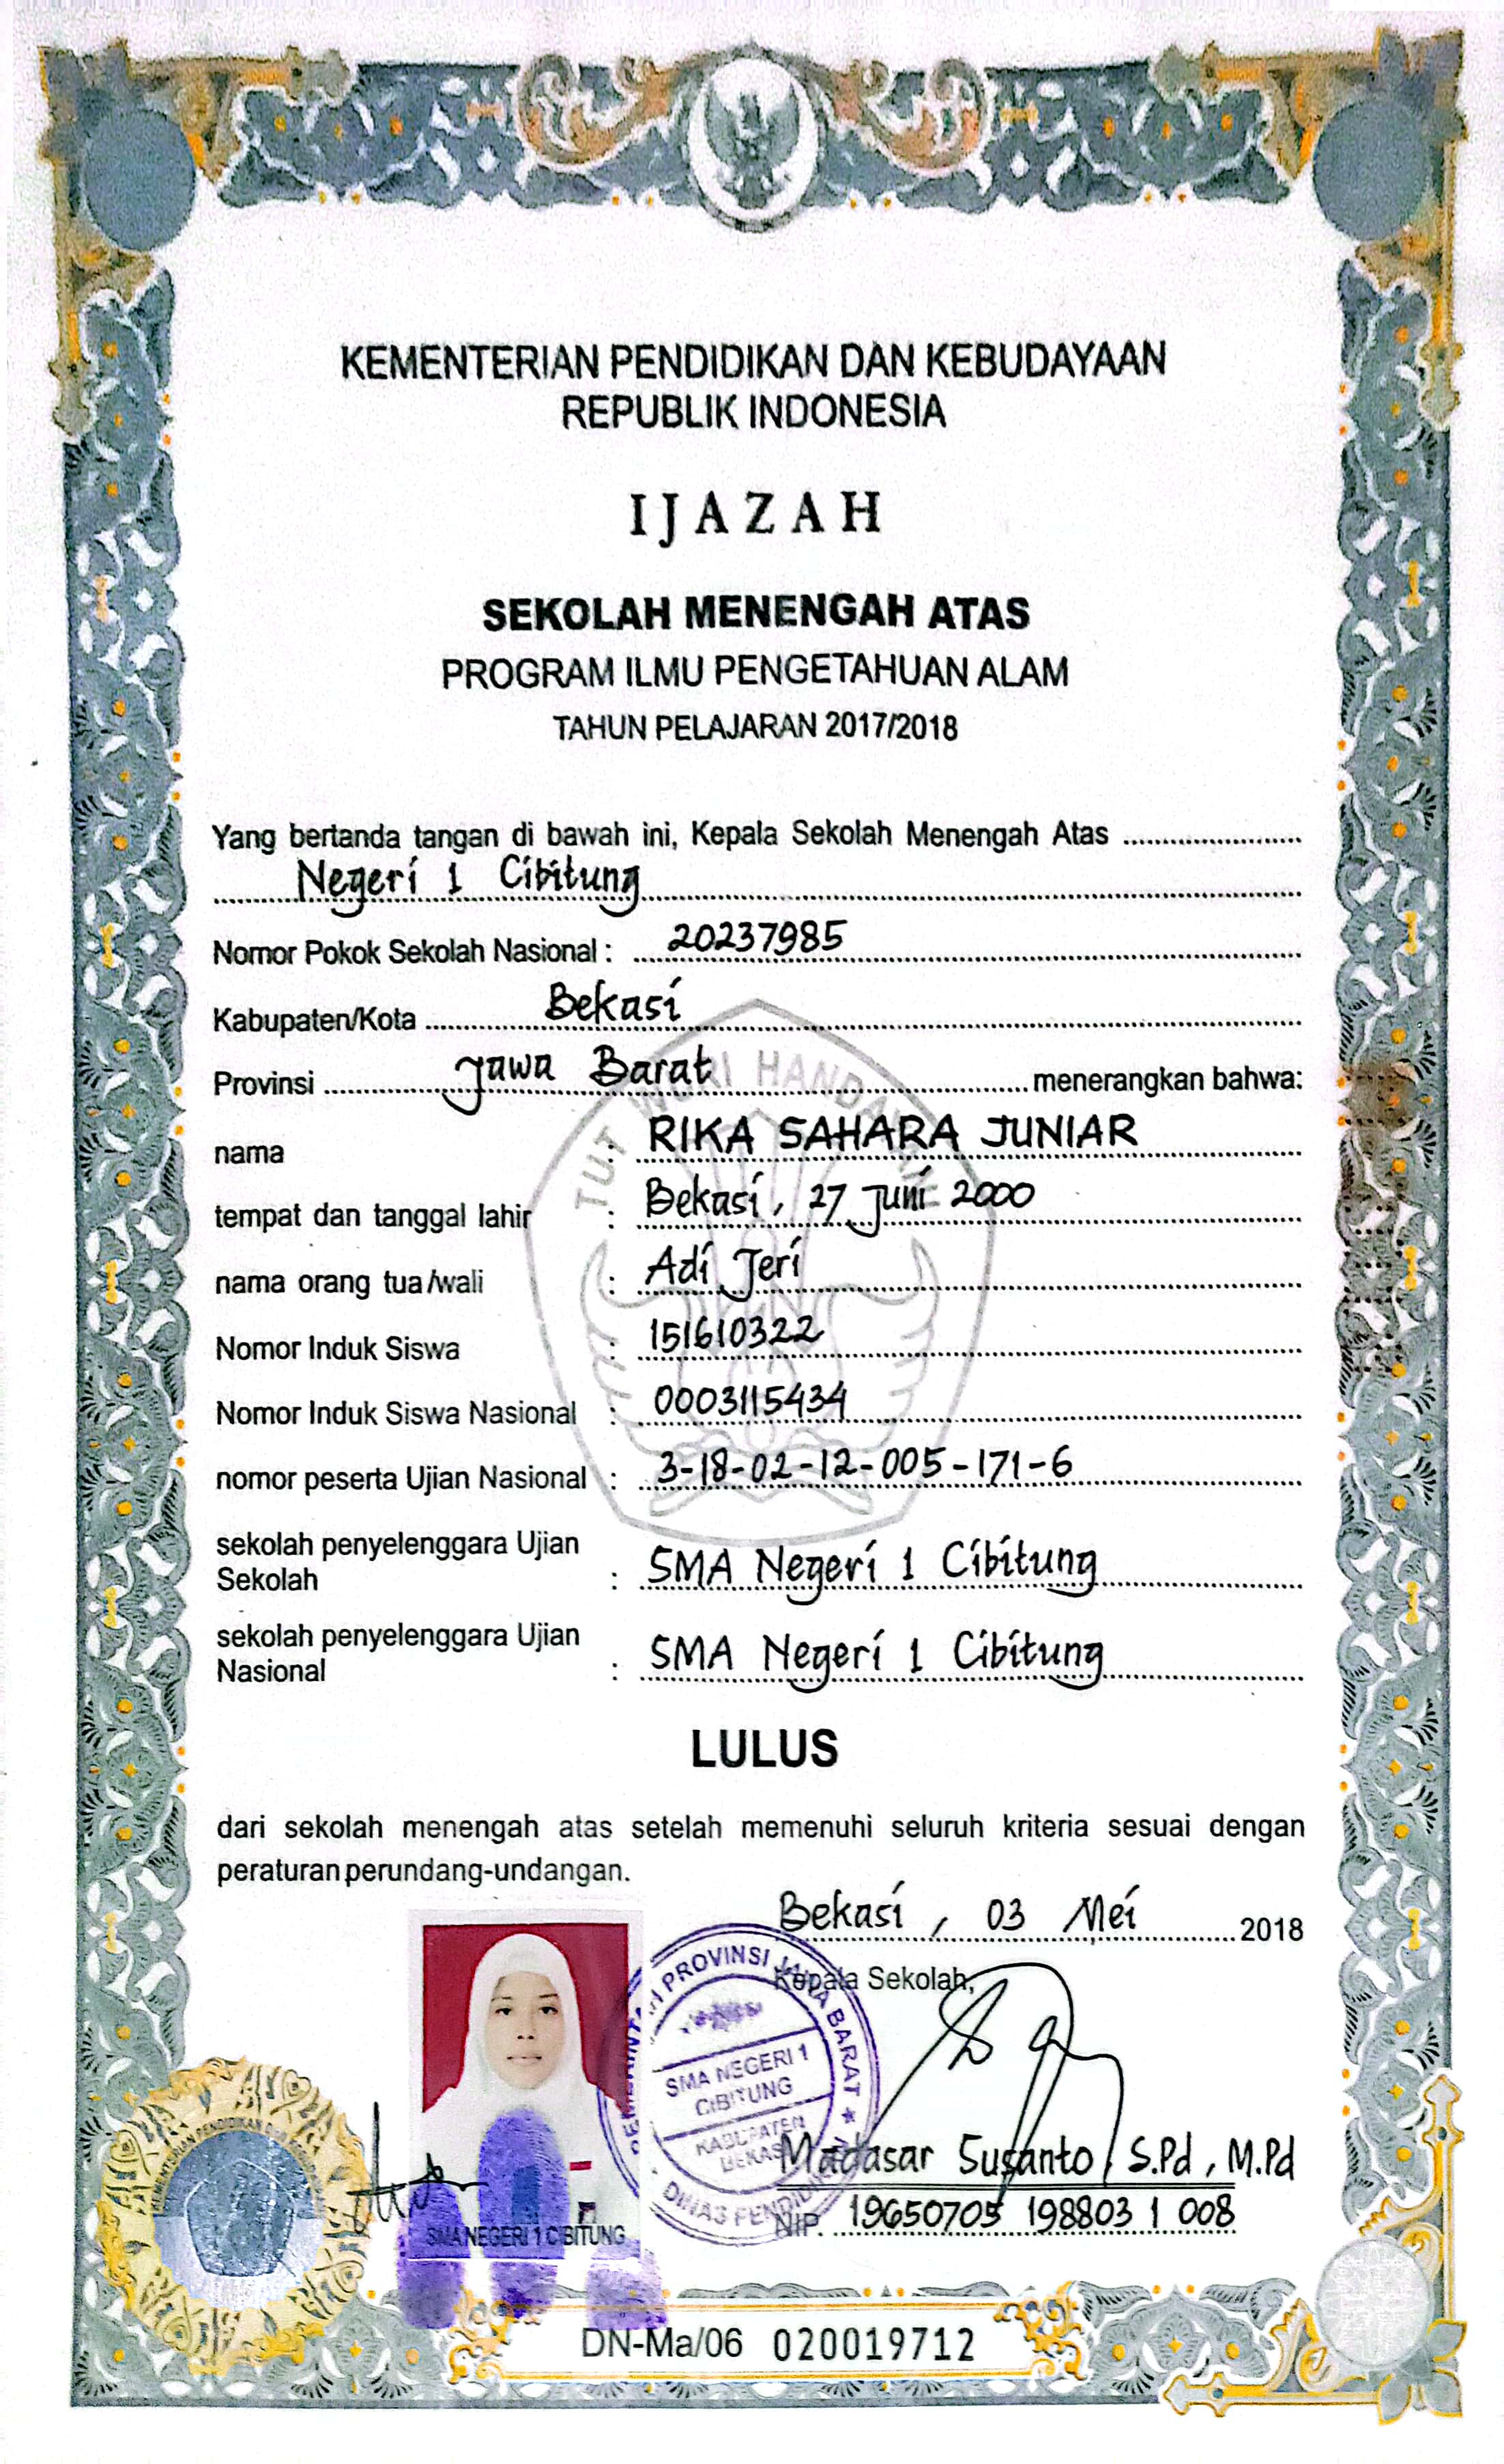 KEMENTERIAN PENDIDIKAN DAN KEBUDAYAAN
REPUBLIK INDONESIA
IJAZAH
SEKOLAH MENENGAH ATAS
PROGRAM ILMU PENGETAHUAN ALAM
TAHUN PELAJARAN 2017/2018
Yang bertanda tangan di bawah ini, Kepala Sekolah Menengah Atas
Negeri 1 Cibitung
Nomor Pokok Sekolah Nasional : 20237985
Kabupaten/Kota Bekasi
Provinsi Jawa Barat menerangkan bahwa:
TUT WURI HANDAYANI
nama : RIKA SAHARA JUNIAR
tempat dan tanggal lahir : Bekasi, 27 Juni 2000
nama orang tua/wali : Adi Jeri
Nomor Induk Siswa : 151610322
Nomor Induk Siswa Nasional : 0003115434
nomor peserta Ujian Nasional : 3-18-02-12-005-171-6
sekolah penyelenggara Ujian
Sekolah : SMA Negeri 1 Cibitung
sekolah penyelenggara Ujian
Nasional : SMA Negeri 1 Cibitung
LULUS
dari sekolah menengah atas setelah memenuhi seluruh kriteria sesuai dengan
peraturan perundang-undangan.
Bekasi, 03 Mei 2018
Kepala Sekolah,
PROVINSI JAWA BARAT
SMA NEGERI 1
CIBITUNG
KABUPATEN
BEKASI
DINAS
Madasar Susanto, S.Pd, M.Pd
NIP. 19650705 198803 1 008
SMA NEGERI 1 CIBITUNG
KEMENTERIAN PENDIDIKAN DAN
DN-Ma/06 020019712